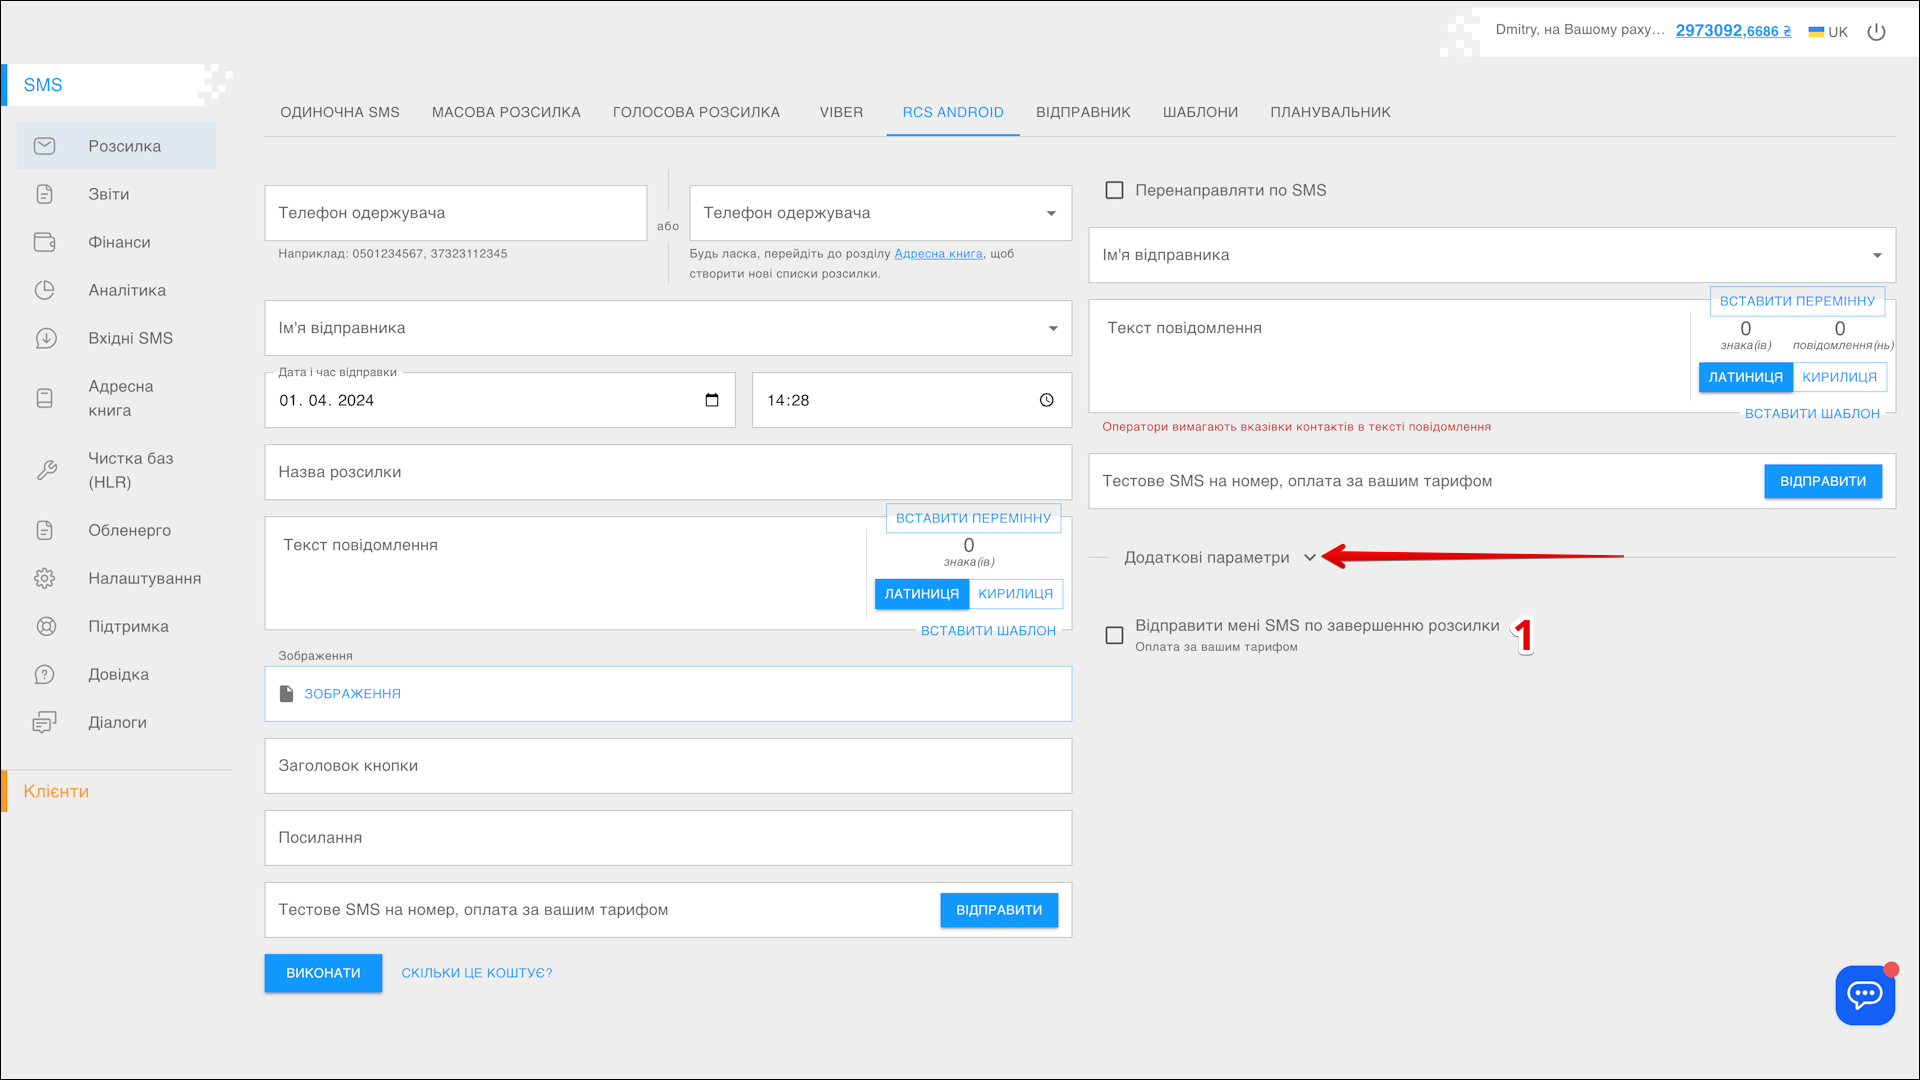 Dmitry, на Вашому раху...
2973092,6686 ₴
UK
SMS
Розсилка
Звіти
Фінанси
Аналітика
Вхідні SMS
Адресна
книга
Чистка баз
(HLR)
Обленерго
Налаштування
Підтримка
Довідка
Діалоги
Клієнти
ОДИНОЧНА SMS
МАСОВА РОЗСИЛКА
ГОЛОСОВА РОЗСИЛКА
VIBER
RCS ANDROID
ВІДПРАВНИК
ШАБЛОНИ
ПЛАНУВАЛЬНИК
Телефон одержувача
Наприклад: 0501234567, 37323112345
або
Телефон одержувача
Будь ласка, перейдіть до розділу Адресна книга, щоб
створити нові списки розсилки.
Ім'я відправника
Дата і час відправки
01. 04. 2024
14:28
Назва розсилки
ВСТАВИТИ ПЕРЕМІННУ
Текст повідомлення
0
знака(ів)
ЛАТИНИЦЯ
КИРИЛИЦЯ
ВСТАВИТИ ШАБЛОН
Зображення
ЗОБРАЖЕННЯ
Заголовок кнопки
Посилання
Тестове SMS на номер, оплата за вашим тарифом
ВІДПРАВИТИ
ВИКОНАТИ
СКІЛЬКИ ЦЕ КОШТУЄ?
Перенаправляти по SMS
Ім'я відправника
ВСТАВИТИ ПЕРЕМІННУ
Текст повідомлення
0
знака(ів)
0
повідомлення(нь)
ЛАТИНИЦЯ
КИРИЛИЦЯ
ВСТАВИТИ ШАБЛОН
Оператори вимагають вказівки контактів в тексті повідомлення
Тестове SMS на номер, оплата за вашим тарифом
ВІДПРАВИТИ
Додаткові параметри
Відправити мені SMS по завершенню розсилки
1
Оплата за вашим тарифом